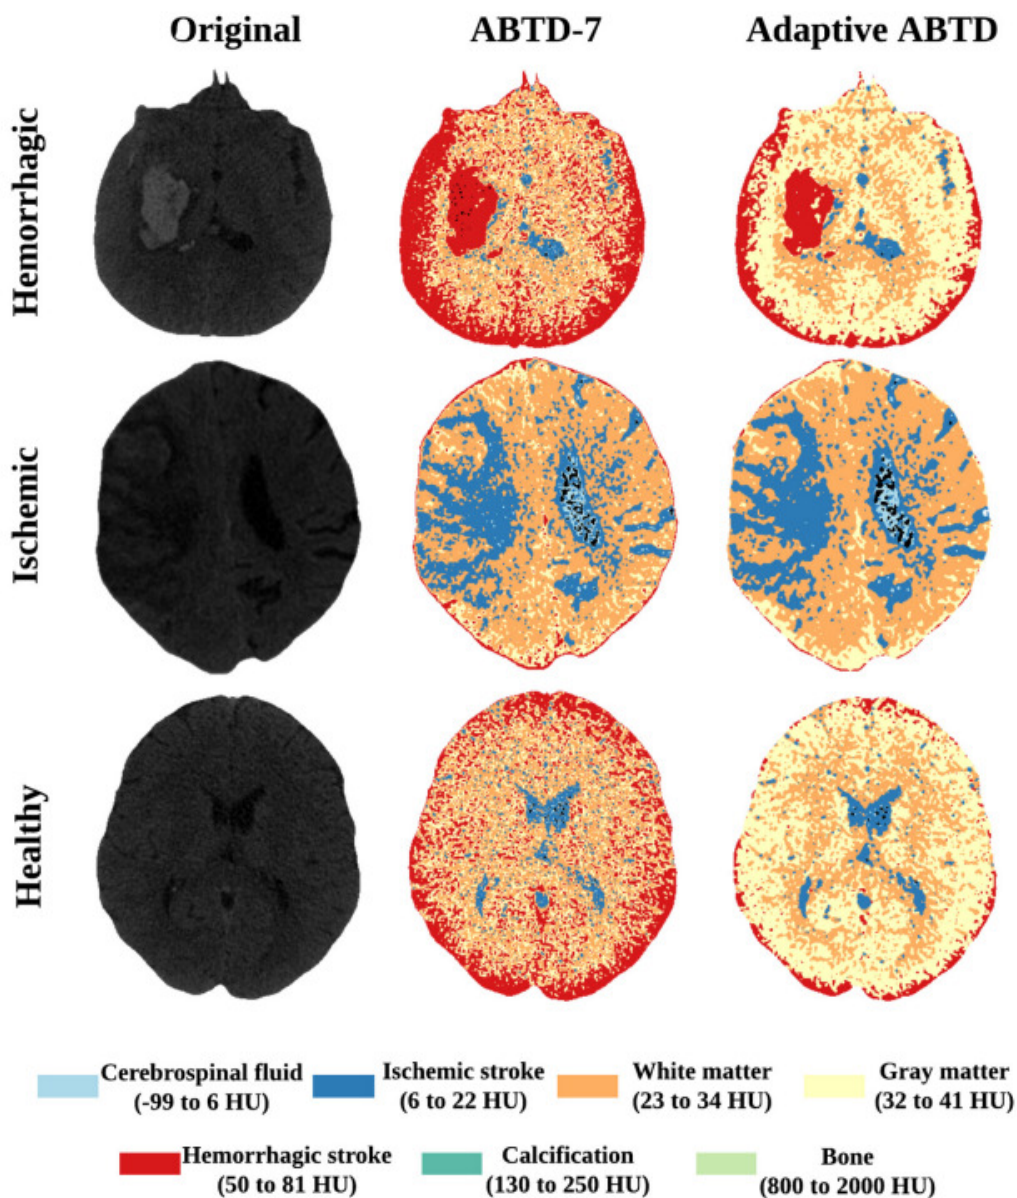 Original ABTD-7 Adaptive ABTD
Hemorrhagic
Ischemic
Healthy
Cerebrospinal fluid Ischemic stroke White matter Gray matter
(-99 to 6 HU) (6 to 22 HU) (23 to 34 HU) (32 to 41 HU)
Hemorrhagic stroke Calcification Bone
(50 to 81 HU) (130 to 250 HU) (800 to 2000 HU)